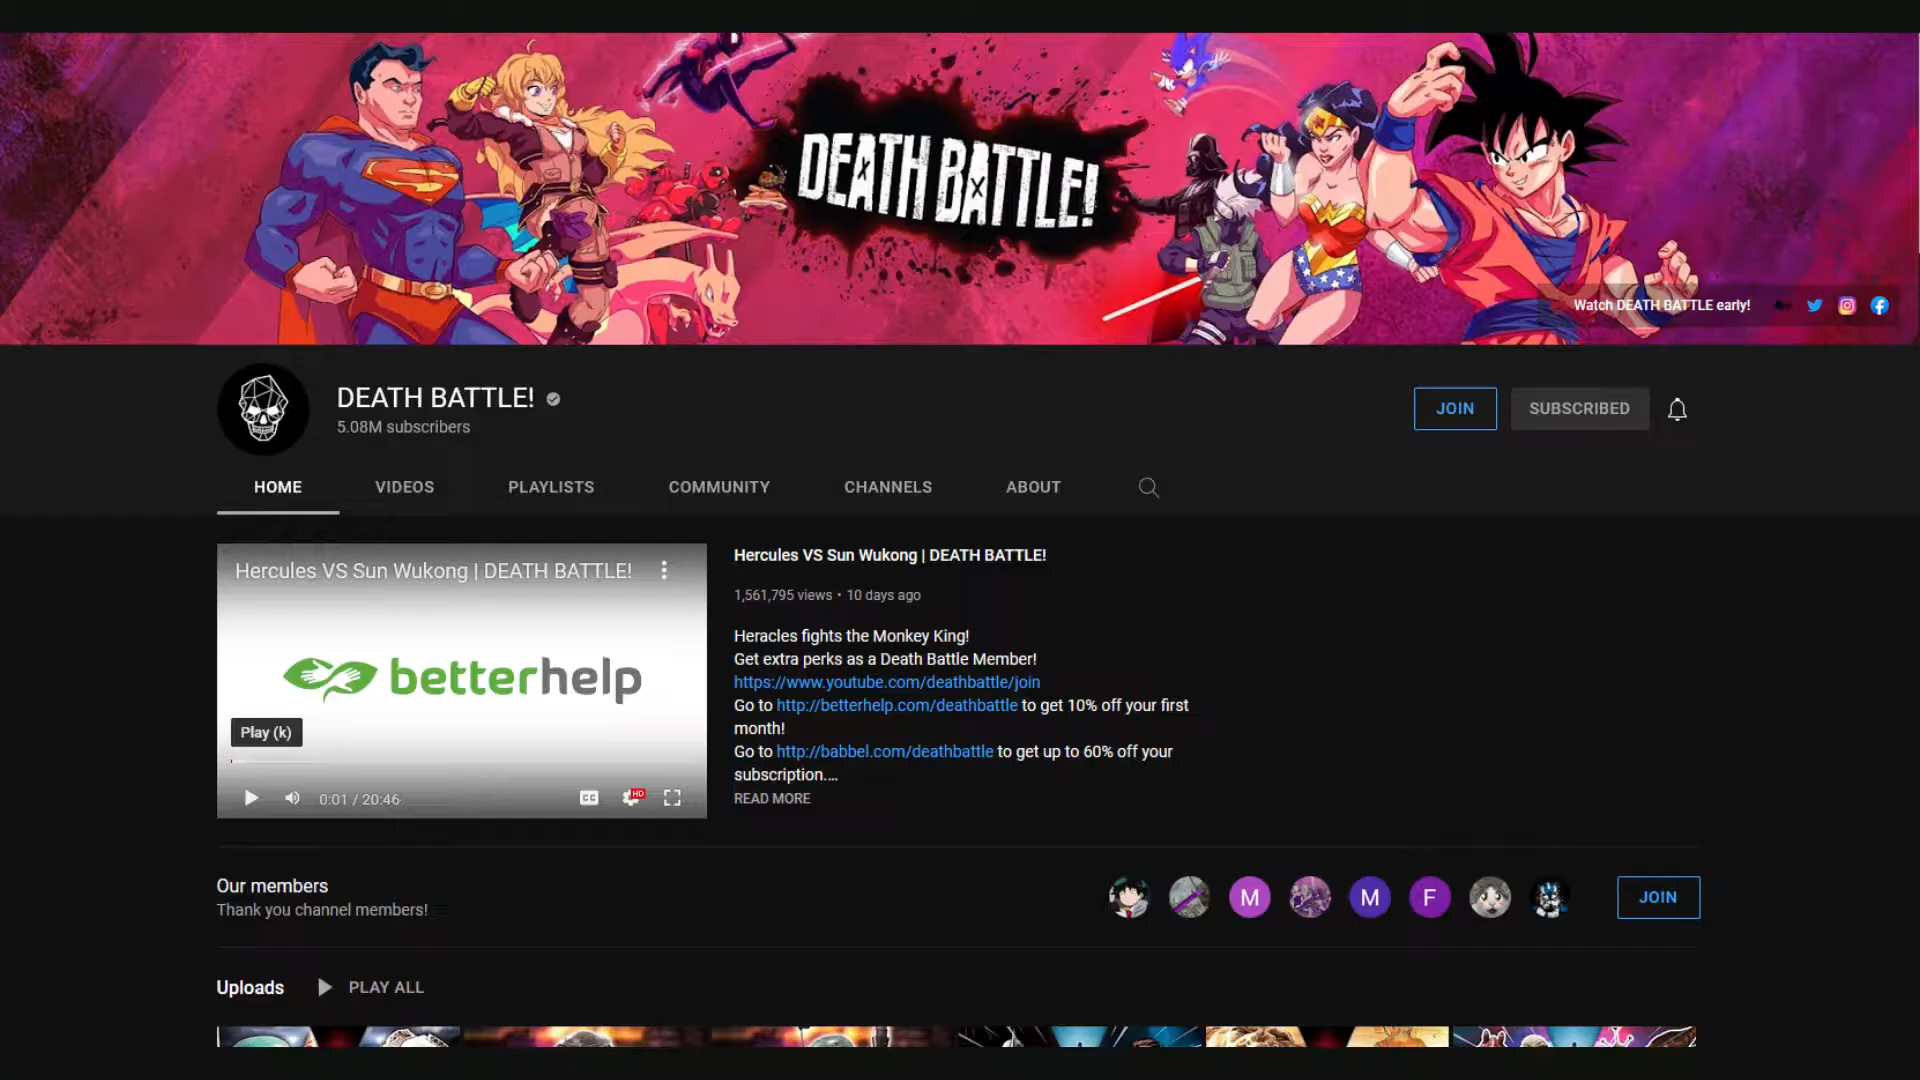 DEATH BATTLE!
Watch DEATH BATTLE early!
DEATH BATTLE!
5.08M subscribers
JOIN
SUBSCRIBED
HOME
VIDEOS
PLAYLISTS
COMMUNITY
CHANNELS
ABOUT
Hercules VS Sun Wukong | DEATH BATTLE!
betterhelp
Play (k)
0:01 / 20:46
CC
HD
Hercules VS Sun Wukong | DEATH BATTLE!
1,561,795 views • 10 days ago
Heracles fights the Monkey King!
Get extra perks as a Death Battle Member!
https://www.youtube.com/deathbattle/join
Go to http://betterhelp.com/deathbattle to get 10% off your first
month!
Go to http://babbel.com/deathbattle to get up to 60% off your
subscription....
READ MORE
Our members
Thank you channel members!
M
M
F
JOIN
Uploads
PLAY ALL